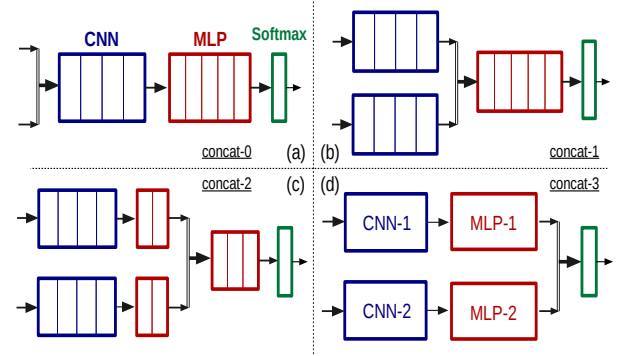 CNN
MLP
Softmax
concat-0
(a)
(b)
concat-1
concat-2
(c)
(d)
concat-3
CNN-1
MLP-1
CNN-2
MLP-2